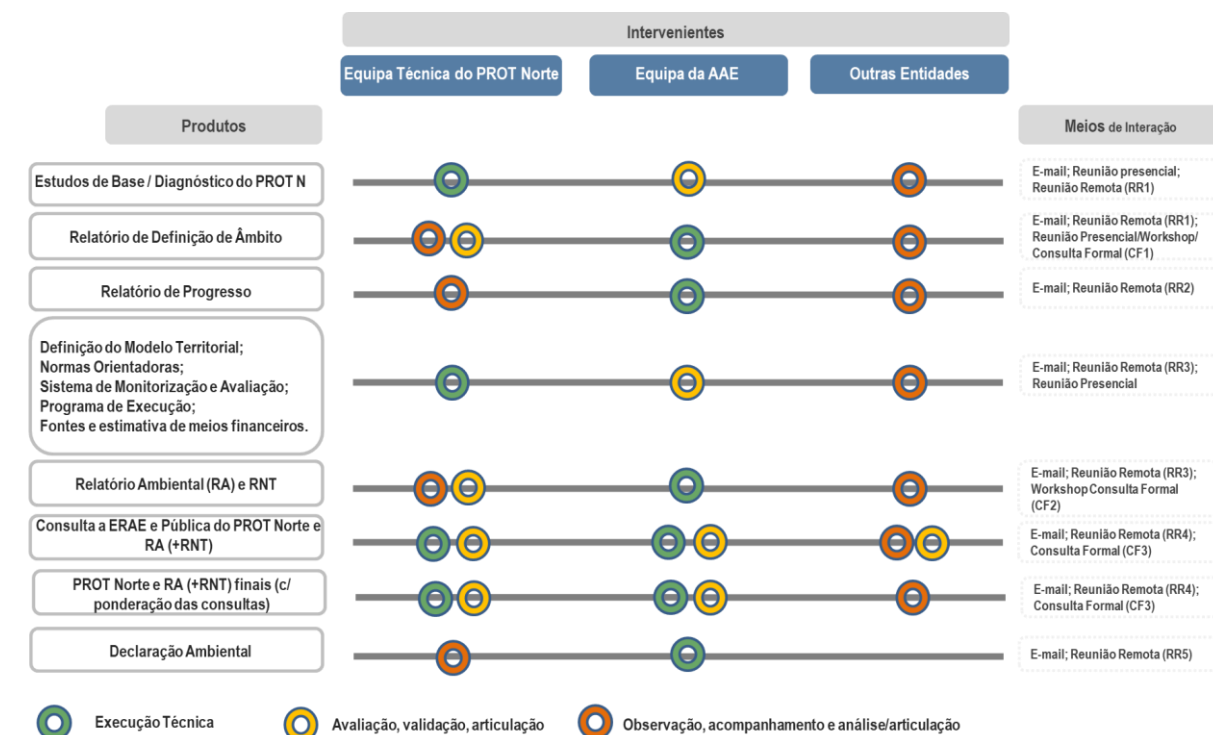 Intervenientes
Equipa Técnica do PROT Norte
Equipa da AAE
Outras Entidades
Produtos
Meios de Interação
Estudos de Base / Diagnóstico do PROT N
E-mail; Reunião presencial;
Reunião Remota (RR1)
Relatório de Definição de Âmbito
E-mail; Reunião Remota (RR1);
Reunião Presencial/Workshop/
Consulta Formal (CF1)
Relatório de Progresso
E-mail; Reunião Remota (RR2)
Definição do Modelo Territorial;
Normas Orientadoras;
Sistema de Monitorização e Avaliação;
Programa de Execução;
Fontes e estimativa de meios financeiros.
E-mail; Reunião Remota (RR3);
Reunião Presencial
Relatório Ambiental (RA) e RNT
E-mail; Reunião Remota (RR3);
Workshop Consulta Formal
(CF2)
Consulta a ERAE e Pública do PROT Norte e
RA (+RNT)
E-mail; Reunião Remota (RR4);
Consulta Formal (CF3)
PROT Norte e RA (+RNT) finais (c/
ponderação das consultas)
E-mail; Reunião Remota (RR4);
Consulta Formal (CF3)
Declaração Ambiental
E-mail; Reunião Remota (RR5)
Execução Técnica
Avaliação, validação, articulação
Observação, acompanhamento e análise/articulação